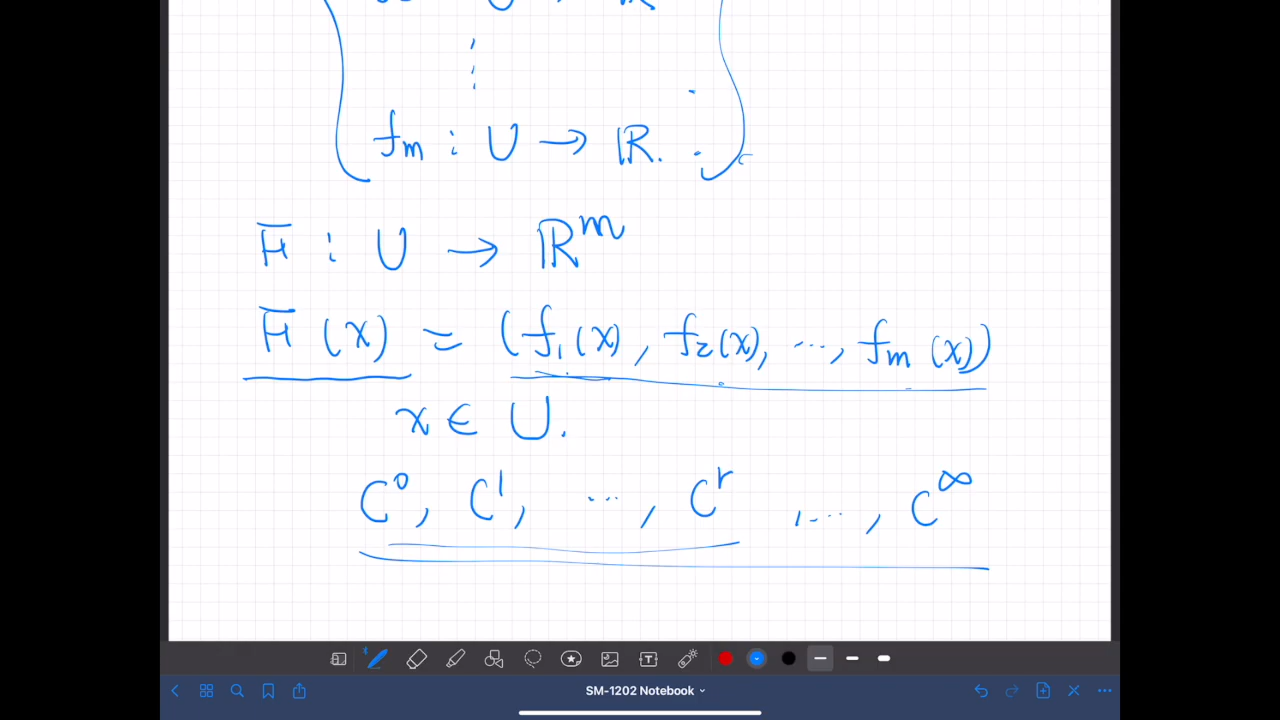 ⋮
fₘ : U → ℝ.
F : U → ℝᵐ
F(x) = (f₁(x), f₂(x), ..., fₘ(x))
x ∈ U.
C⁰, C¹, ..., Cʳ, ..., C^∞
SM-1202 Notebook